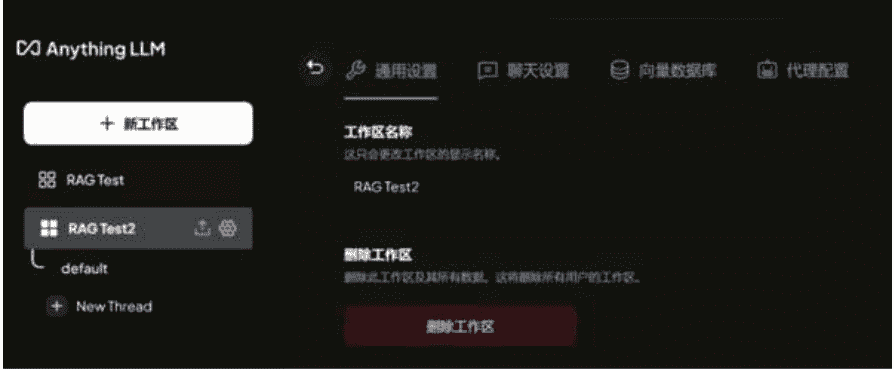 Anything LLM
新工作区
RAG Test
RAG Test2
default
New Thread
通用设置 聊天设置 向量数据库 代理配置
工作区名称
这只会更改工作区的显示名称。
RAG Test2
删除工作区
删除此工作区及其所有数据。这将删除所有用户的工作区。
删除工作区